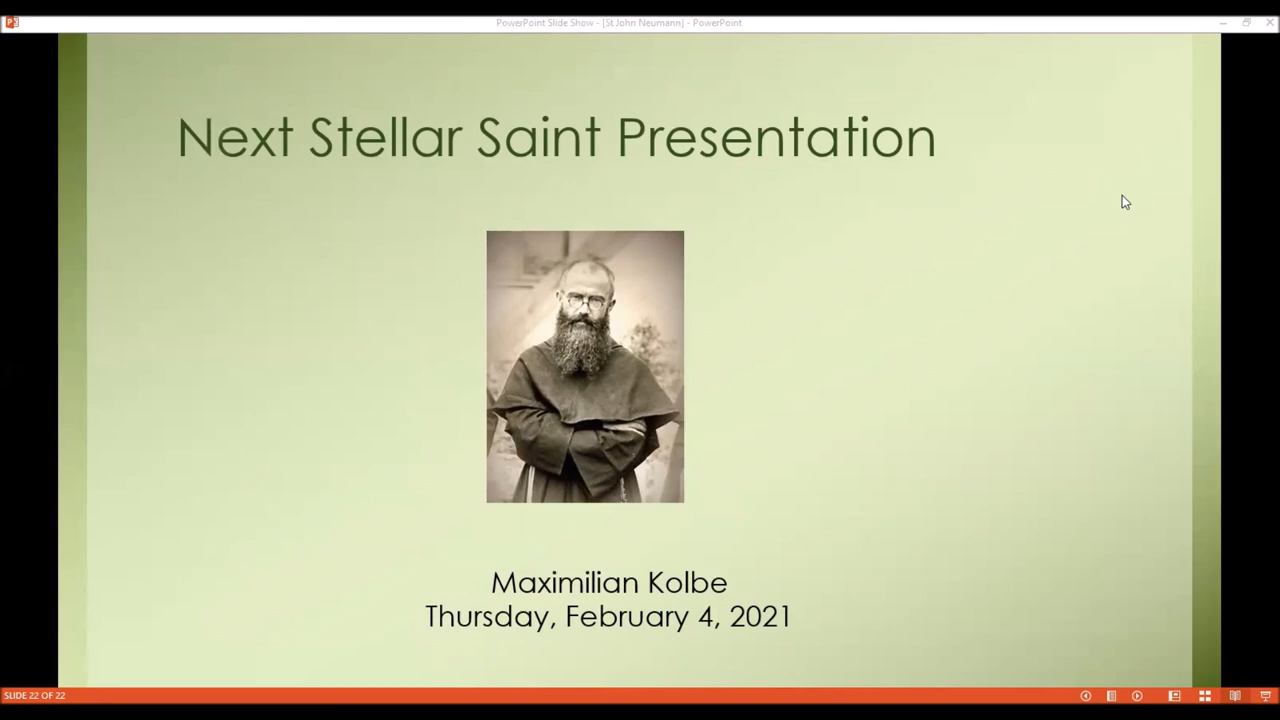 PowerPoint Slide Show - [St John Neumann] - PowerPoint
Next Stellar Saint Presentation
Maximilian Kolbe
Thursday, February 4, 2021
SLIDE 22 OF 22